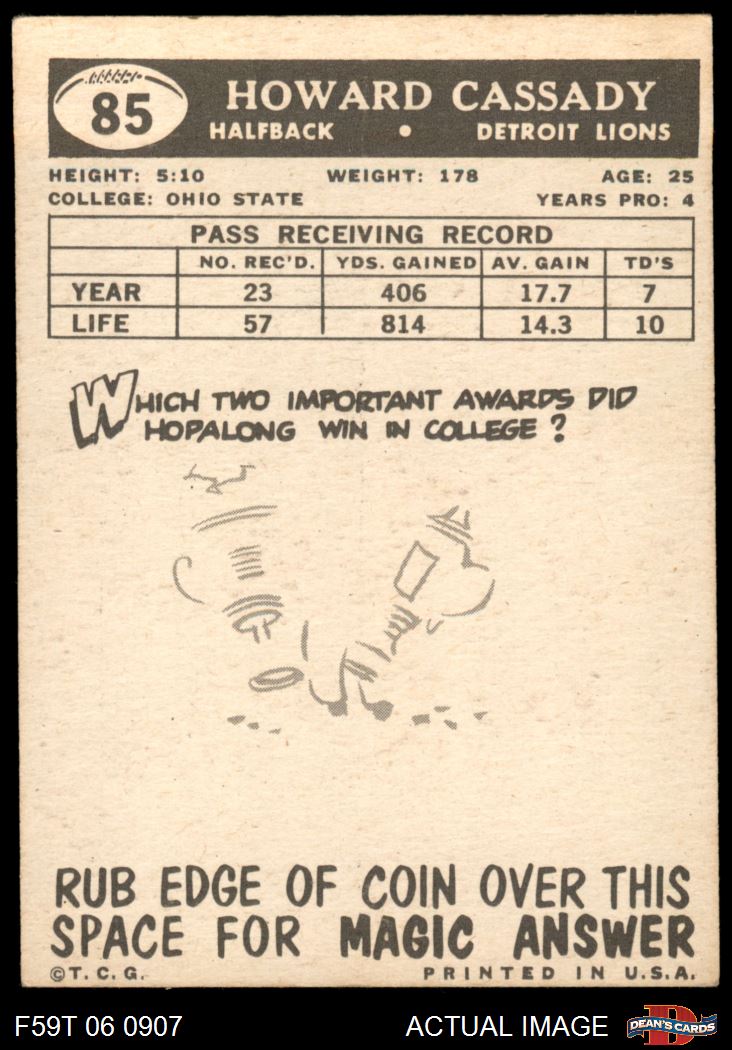 85
HOWARD CASSADY
HALFBACK • DETROIT LIONS
HEIGHT: 5:10 WEIGHT: 178 AGE: 25
COLLEGE: OHIO STATE YEARS PRO: 4
PASS RECEIVING RECORD
NO. REC'D. YDS. GAINED AV. GAIN TD'S
YEAR 23 406 17.7 7
LIFE 57 814 14.3 10
WHICH TWO IMPORTANT AWARDS DID
HOPALONG WIN IN COLLEGE?
RUB EDGE OF COIN OVER THIS
SPACE FOR MAGIC ANSWER
©T. C. G. PRINTED IN U.S.A.
F59T 06 0907 ACTUAL IMAGE D DEAN'S CARDS